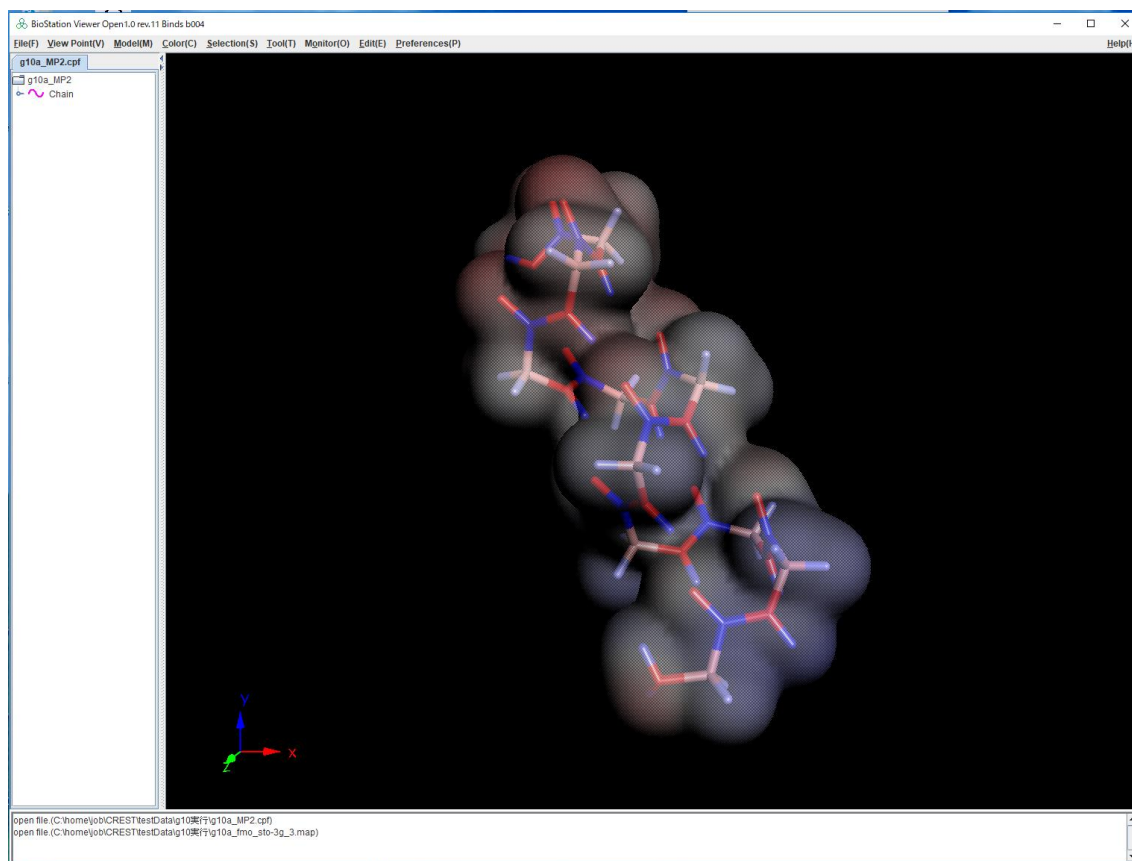 BioStation Viewer Open1.0 rev.11 Binds b004
File(F) View Point(V) Model(M) Color(C) Selection(S) Tool(T) Monitor(O) Edit(E) Preferences(P) Help(H
g10a_MP2.cpf
g10a_MP2
Chain
Y
X
Z
open file.(C:\home\job\CREST\testData\g10実行\g10a_MP2.cpf)
open file.(C:\home\job\CREST\testData\g10実行\g10a_fmo_sto-3g_3.map)